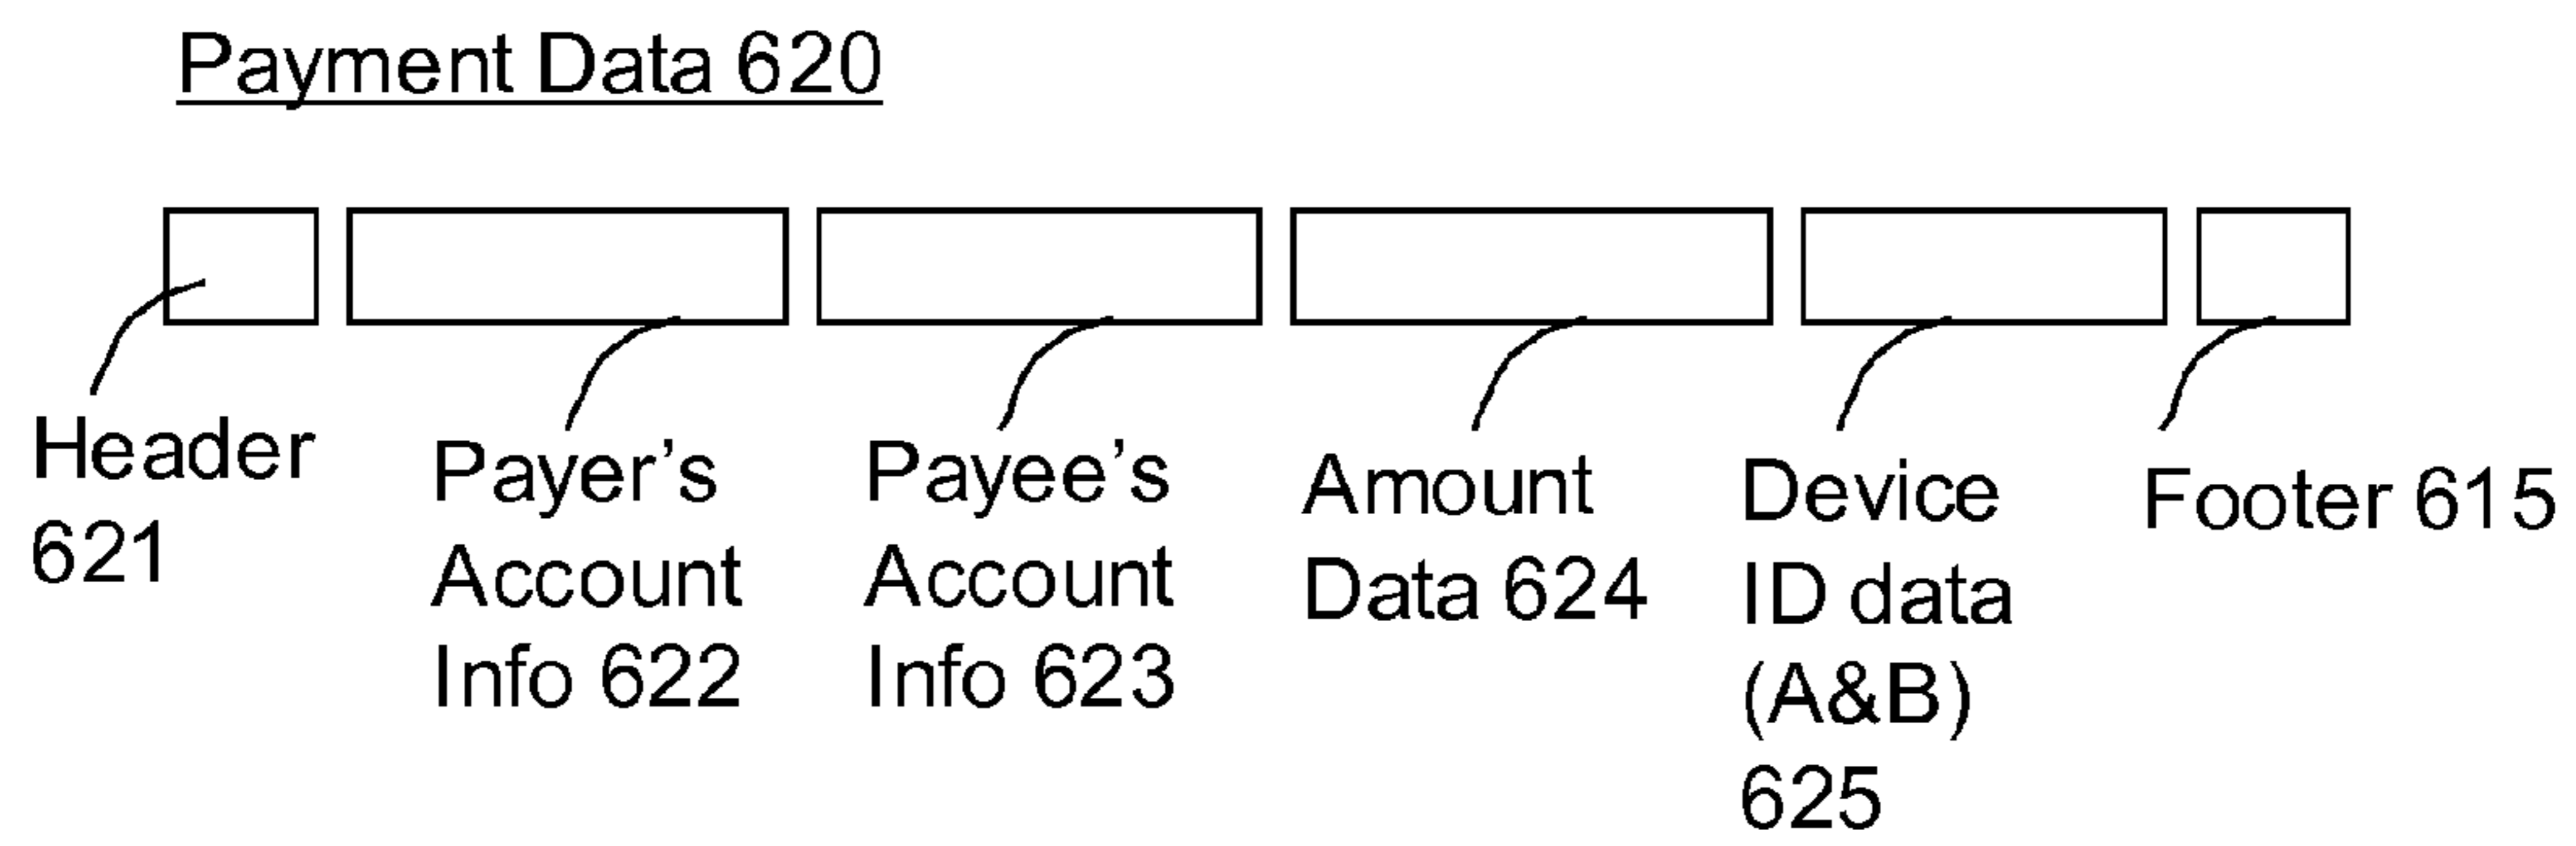 Payment Data 620
Header
621
Payer’s
Account
Info 622
Payee’s
Account
Info 623
Amount
Data 624
Device
ID data
(A&B)
625
Footer 615